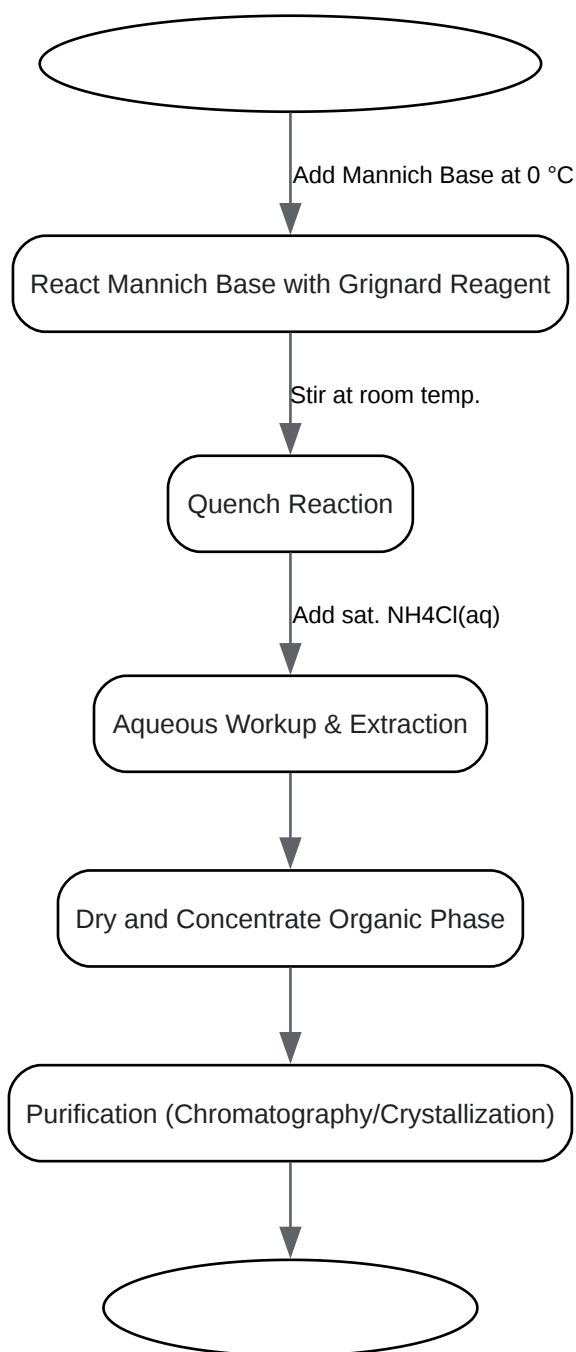 Add Mannich Base at 0 °C
React Mannich Base with Grignard Reagent
Stir at room temp.
Quench Reaction
Add sat. NH4Cl(aq)
Aqueous Workup & Extraction
Dry and Concentrate Organic Phase
Purification (Chromatography/Crystallization)